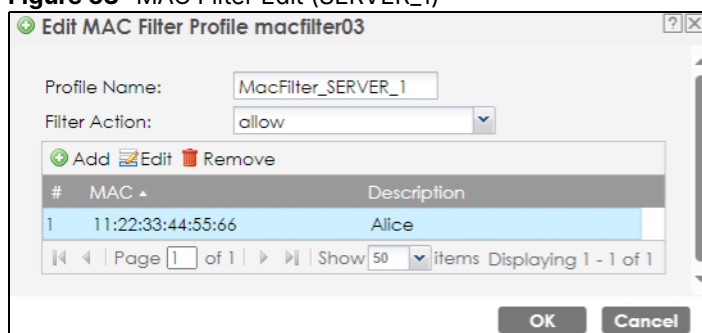 Figure 38 MAC Filter Edit (SERVER_1)
Edit MAC Filter Profile macfilter03
Profile Name: MacFilter_SERVER_1
Filter Action: allow
Add Edit Remove
# MAC Description
1 11:22:33:44:55:66 Alice
Page 1 of 1 Show 50 items Displaying 1 - 1 of 1
OK Cancel